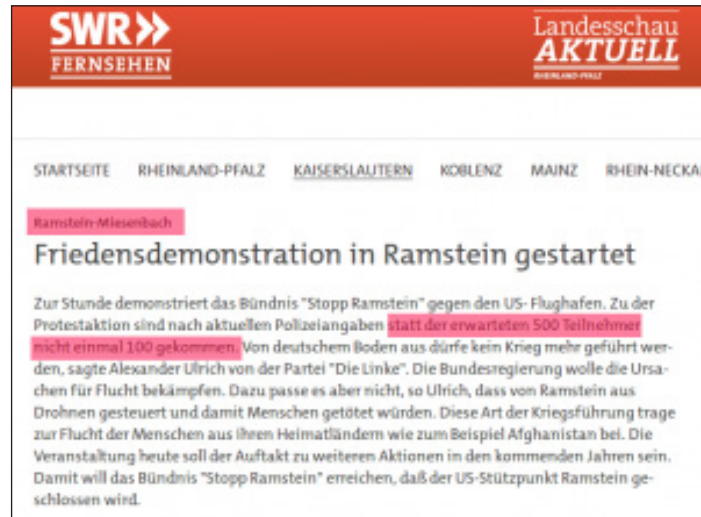 SWR»
FERNSEHEN
Landesschau
AKTUELL
RHEINLAND-PFALZ
STARTSEITE RHEINLAND-PFALZ KAISERSLAUTERN KOBLENZ MAINZ RHEIN-NECKA
Ramstein-Miesenbach
Friedensdemonstration in Ramstein gestartet
Zur Stunde demonstriert das Bündnis "Stopp Ramstein" gegen den US- Flughafen. Zu der
Protestaktion sind nach aktuellen Polizeiangaben statt der erwarteten 500 Teilnehmer
nicht einmal 100 gekommen. Von deutschem Boden aus dürfe kein Krieg mehr geführt wer-
den, sagte Alexander Ulrich von der Partei "Die Linke". Die Bundesregierung wolle die Ursa-
chen für Flucht bekämpfen. Dazu passe es aber nicht, so Ulrich, dass von Ramstein aus
Drohnen gesteuert und damit Menschen getötet würden. Diese Art der Kriegsführung trage
zur Flucht der Menschen aus ihren Heimatländern wie zum Beispiel Afghanistan bei. Die
Veranstaltung heute soll der Auftakt zu weiteren Aktionen in den kommenden Jahren sein.
Damit will das Bündnis "Stopp Ramstein" erreichen, daß der US-Stützpunkt Ramstein ge-
schlossen wird.